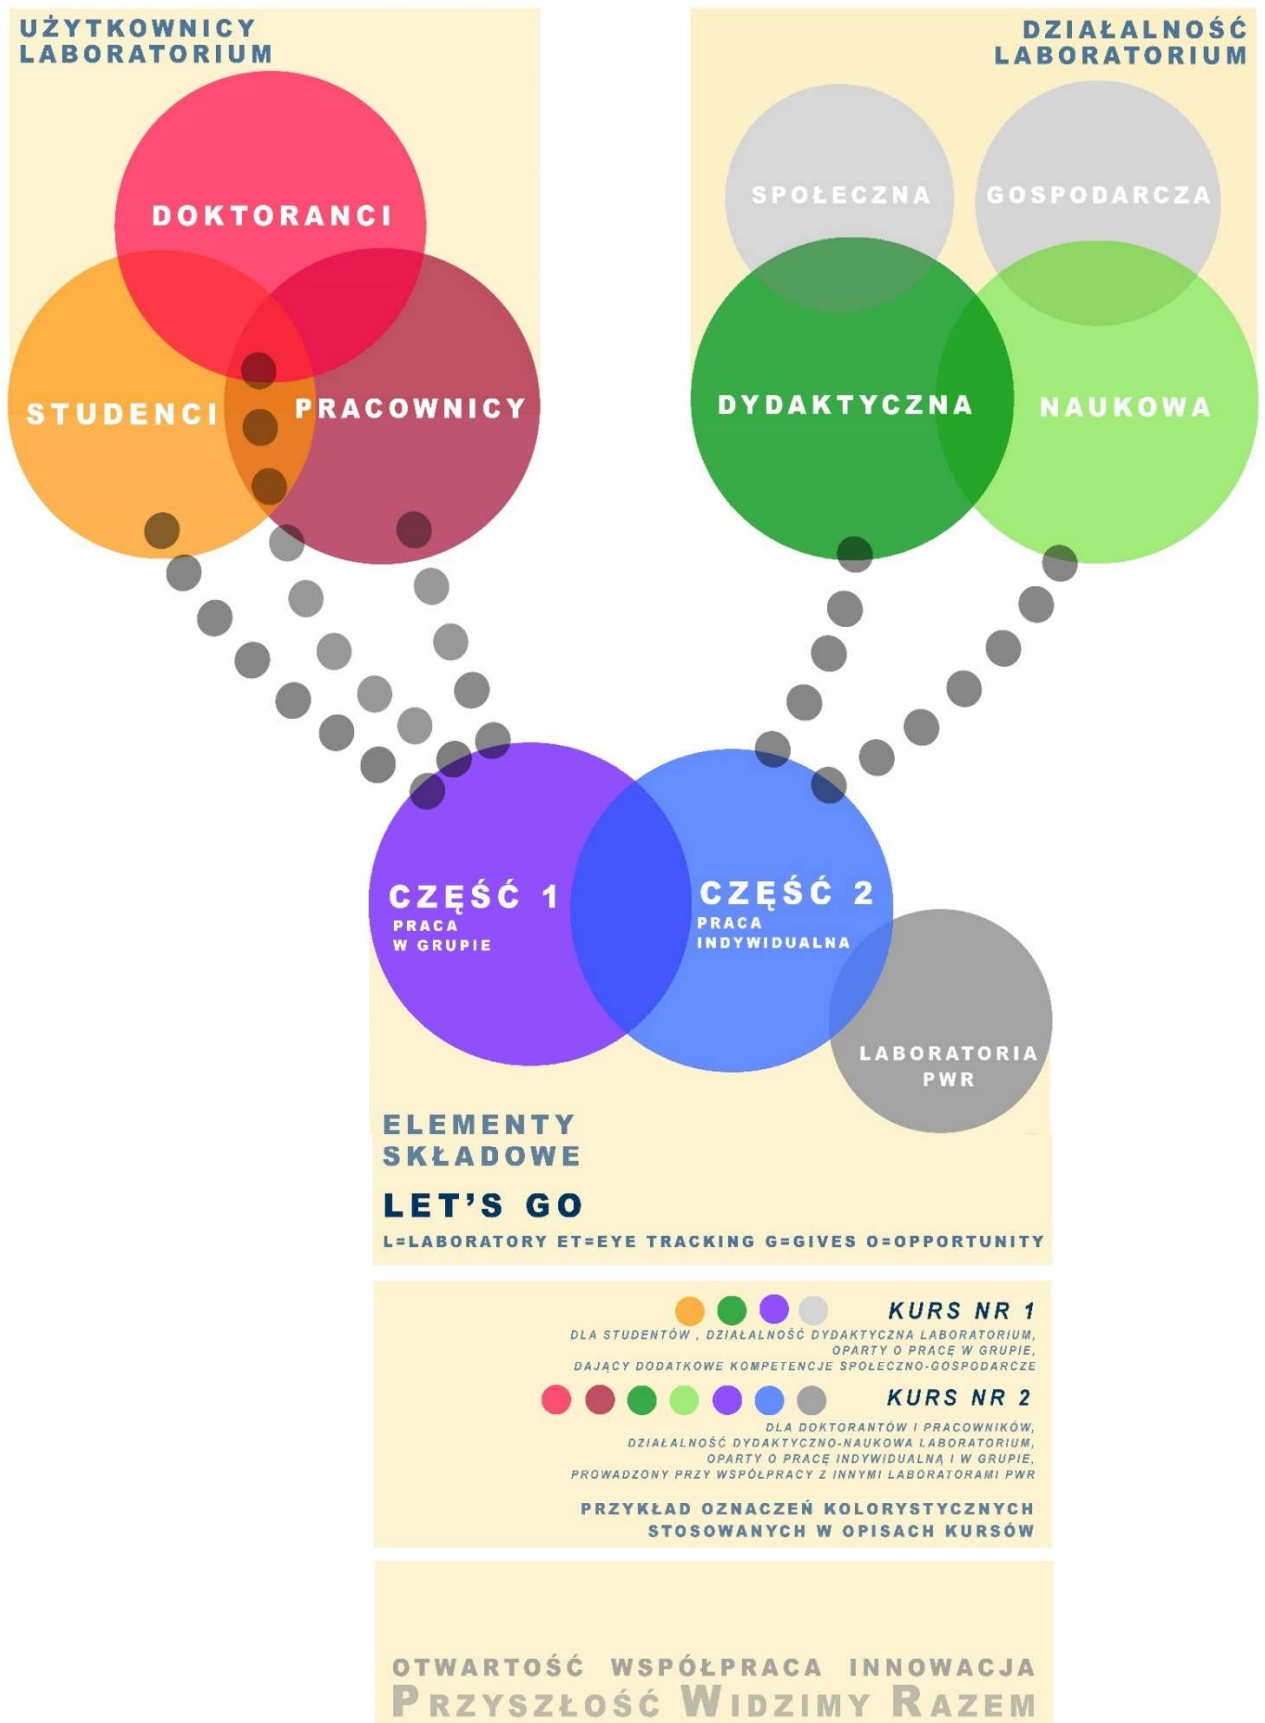 UŻYTKOWNICY
LABORATORIUM
DOKTORANCI
STUDENCI
PRACOWNICY
DZIAŁALNOŚĆ
LABORATORIUM
SPOŁECZNA
GOSPODARCZA
DYDAKTYCZNA
NAUKOWA
CZĘŚĆ 1
PRACA
W GRUPIE
CZĘŚĆ 2
PRACA
INDYWIDUALNA
LABORATORIA
PWR
ELEMENTY
SKŁADOWE
LET'S GO
L=LABORATORY ET=EYE TRACKING G=GIVES O=OPPORTUNITY
KURS NR 1
DLA STUDENTÓW , DZIAŁALNOŚĆ DYDAKTYCZNA LABORATORIUM,
OPARTY O PRACĘ W GRUPIE,
DAJĄCY DODATKOWE KOMPETENCJE SPOŁECZNO-GOSPODARCZE
KURS NR 2
DLA DOKTORANTÓW I PRACOWNIKÓW,
DZIAŁALNOŚĆ DYDAKTYCZNO-NAUKOWA LABORATORIUM,
OPARTY O PRACĘ INDYWIDUALNĄ I W GRUPIE,
PROWADZONY PRZY WSPÓŁPRACY Z INNYMI LABORATORAMI PWR
PRZYKŁAD OZNACZEŃ KOLORYSTYCZNYCH
STOSOWANYCH W OPISACH KURSÓW
OTWARTOŚĆ WSPÓŁPRACA INNOWACJA
PRZYSZŁOŚĆ WIDZIMY RAZEM